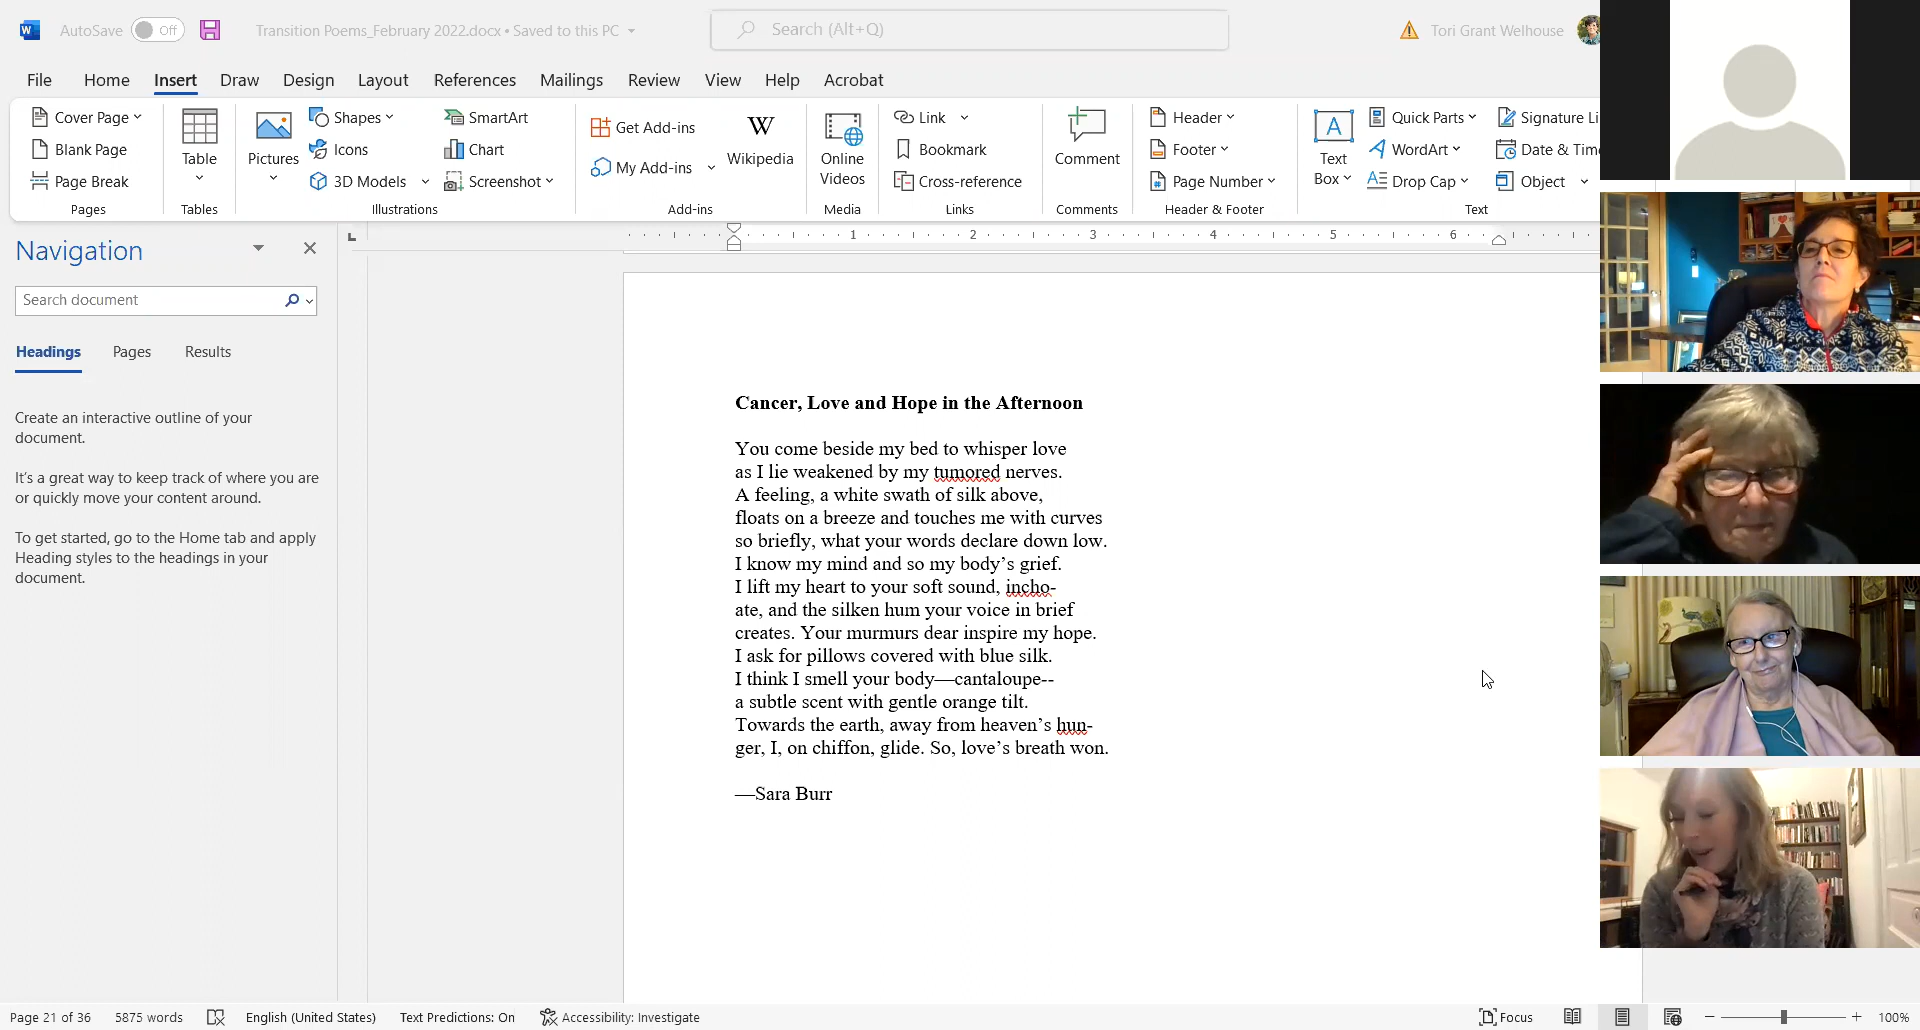 AutoSave Off Transition Poems_February 2022.docx • Saved to this PC Search (Alt+Q) Tori Grant Welhouse
File Home Insert Draw Design Layout References Mailings Review View Help Acrobat
Cover Page
Blank Page
Page Break
Pages
Table
Tables
Pictures
Shapes
Icons
3D Models
SmartArt
Chart
Screenshot
Illustrations
Get Add-ins
My Add-ins
W
Wikipedia
Add-ins
Online
Videos
Media
Link
Bookmark
Cross-reference
Links
Comment
Comments
Header
Footer
Page Number
Header & Footer
A
Text
Box
Quick Parts
WordArt
Drop Cap
Signature Li
Date & Time
Object
Text
Navigation
Search document
Headings Pages Results
Create an interactive outline of your
document.
It's a great way to keep track of where you are
or quickly move your content around.
To get started, go to the Home tab and apply
Heading styles to the headings in your
document.
1 2 3 4 5 6
Cancer, Love and Hope in the Afternoon
You come beside my bed to whisper love
as I lie weakened by my tumored nerves.
A feeling, a white swath of silk above,
floats on a breeze and touches me with curves
so briefly, what your words declare down low.
I know my mind and so my body's grief.
I lift my heart to your soft sound, incho-
ate, and the silken hum your voice in brief
creates. Your murmurs dear inspire my hope.
I ask for pillows covered with blue silk.
I think I smell your body—cantaloupe--
a subtle scent with gentle orange tilt.
Towards the earth, away from heaven's hun-
ger, I, on chiffon, glide. So, love's breath won.
—Sara Burr
Page 21 of 36 5875 words English (United States) Text Predictions: On Accessibility: Investigate Focus 100%